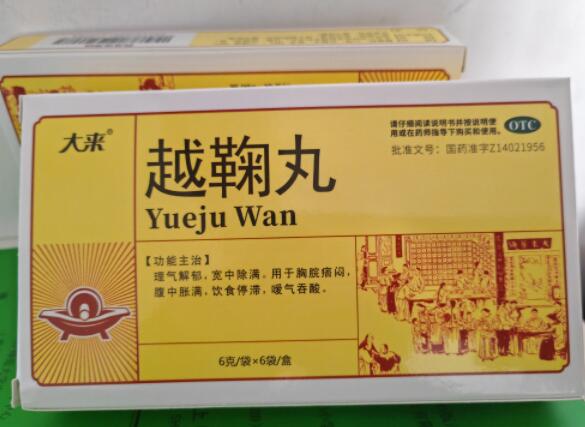 大来®
请仔细阅读说明书并按说明使
用或在药师指导下购买和使用。
OTC
批准文号：国药准字Z14021956
越鞠丸
Yueju Wan
【功能主治】
理气解郁，宽中除满。用于胸脘痞闷，
腹中胀满，饮食停滞，嗳气吞酸。
6克/袋×6袋/盒